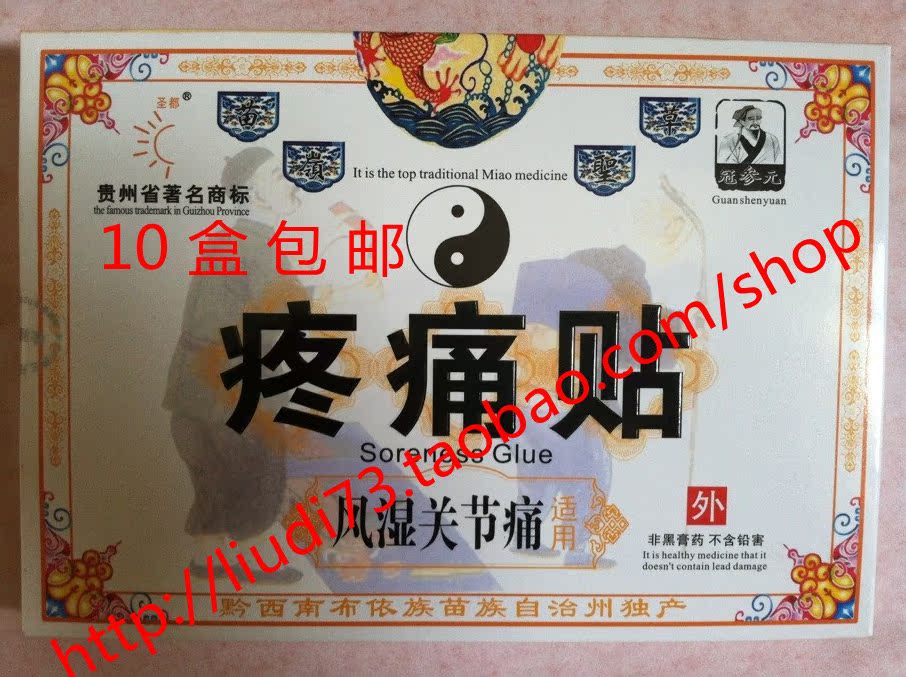 圣都®
苗 嶺 聖 草
贵州省著名商标
the famous trademark in Guizhou Province
It is the top traditional Miao medicine
冠参元
Guanshenyuan
10盒包邮
疼痛贴
Soreness Glue
风湿关节痛 适用
外
非黑膏药 不含铅害
It is healthy medicine that it
doesn't contain lead damage
黔西南布依族苗族自治州独产
http://liudi73.taobao.com/shop